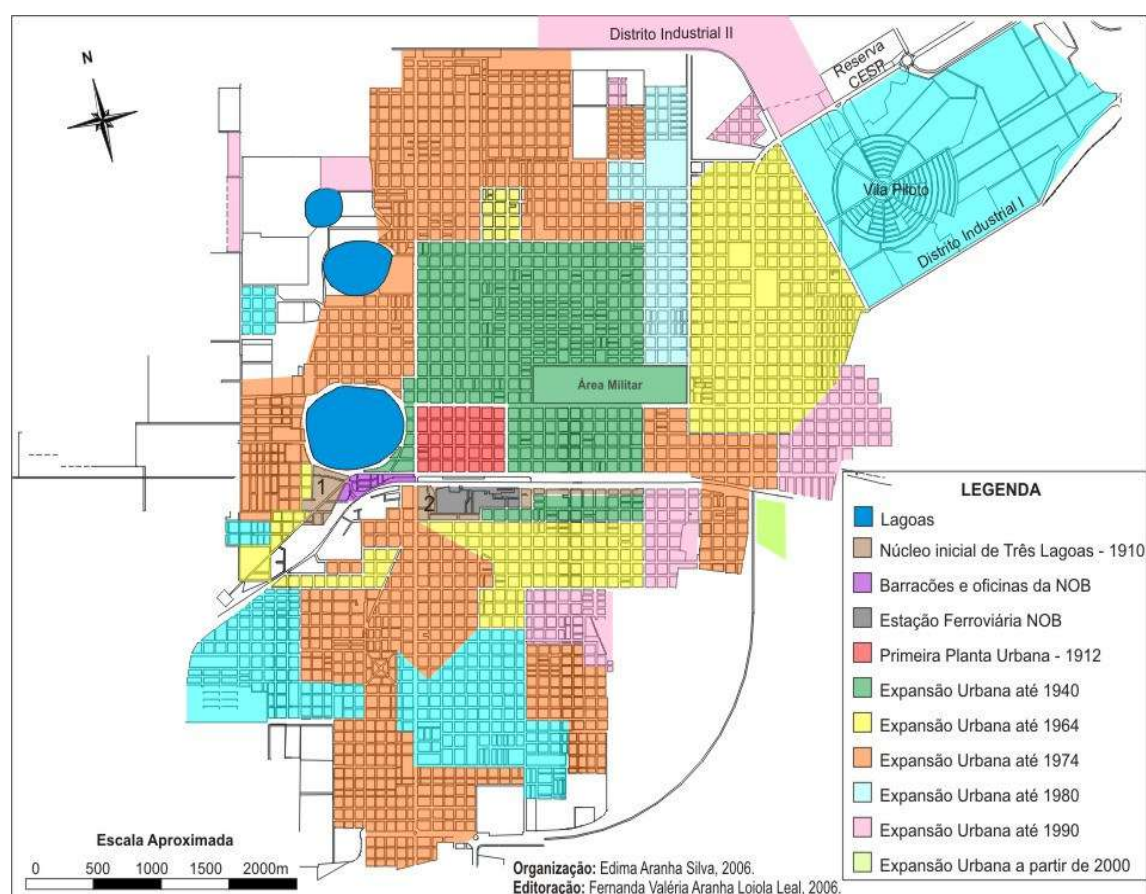 Distrito Industrial II
N
Reserva
CESP
Vila Piloto
Distrito Industrial I
Área Militar
1
2
LEGENDA
Lagoas
Núcleo inicial de Três Lagoas - 1910
Barracões e oficinas da NOB
Estação Ferroviária NOB
Primeira Planta Urbana - 1912
Expansão Urbana até 1940
Expansão Urbana até 1964
Expansão Urbana até 1974
Expansão Urbana até 1980
Expansão Urbana até 1990
Expansão Urbana a partir de 2000
Escala Aproximada
0 500 1000 1500 2000m
Organização: Edima Aranha Silva, 2006.
Editoração: Fernanda Valéria Aranha Lojola Leal, 2006.